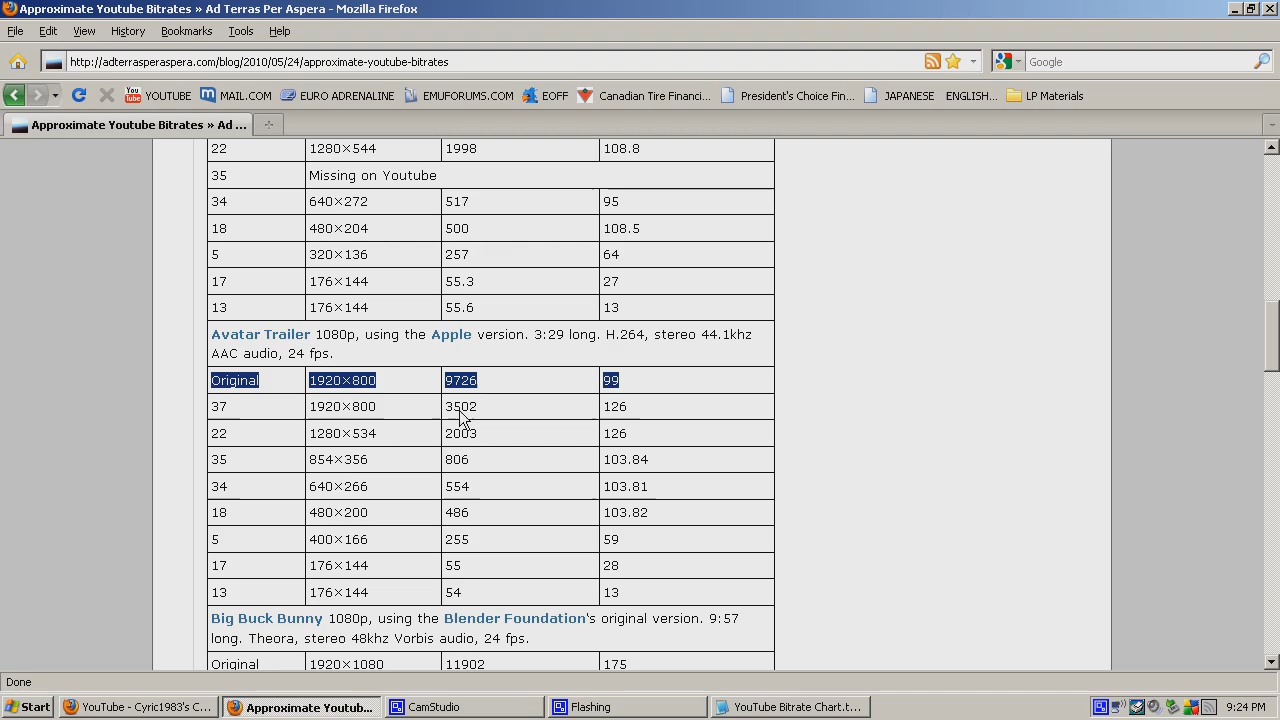 Approximate Youtube Bitrates » Ad Terras Per Aspera - Mozilla Firefox
File Edit View History Bookmarks Tools Help
http://adterrasperaspera.com/blog/2010/05/24/approximate-youtube-bitrates
Google
YOUTUBE MAIL.COM EURO ADRENALINE EMUFORUMS.COM EOFF Canadian Tire Financi... President's Choice Fin... JAPANESE ENGLISH... LP Materials
Approximate Youtube Bitrates » Ad ...
22 1280×544 1998 108.8
35 Missing on Youtube
34 640×272 517 95
18 480×204 500 108.5
5 320×136 257 64
17 176×144 55.3 27
13 176×144 55.6 13
Avatar Trailer 1080p, using the Apple version. 3:29 long. H.264, stereo 44.1khz
AAC audio, 24 fps.
Original 1920×800 9726 99
37 1920×800 3502 126
22 1280×534 2003 126
35 854×356 806 103.84
34 640×266 554 103.81
18 480×200 486 103.82
5 400×166 255 59
17 176×144 55 28
13 176×144 54 13
Big Buck Bunny 1080p, using the Blender Foundation's original version. 9:57
long. Theora, stereo 48khz Vorbis audio, 24 fps.
Original 1920×1080 11902 175
Done
Start YouTube - Cyric1983's C... Approximate Youtub... CamStudio Flashing YouTube Bitrate Chart.t... 9:24 PM